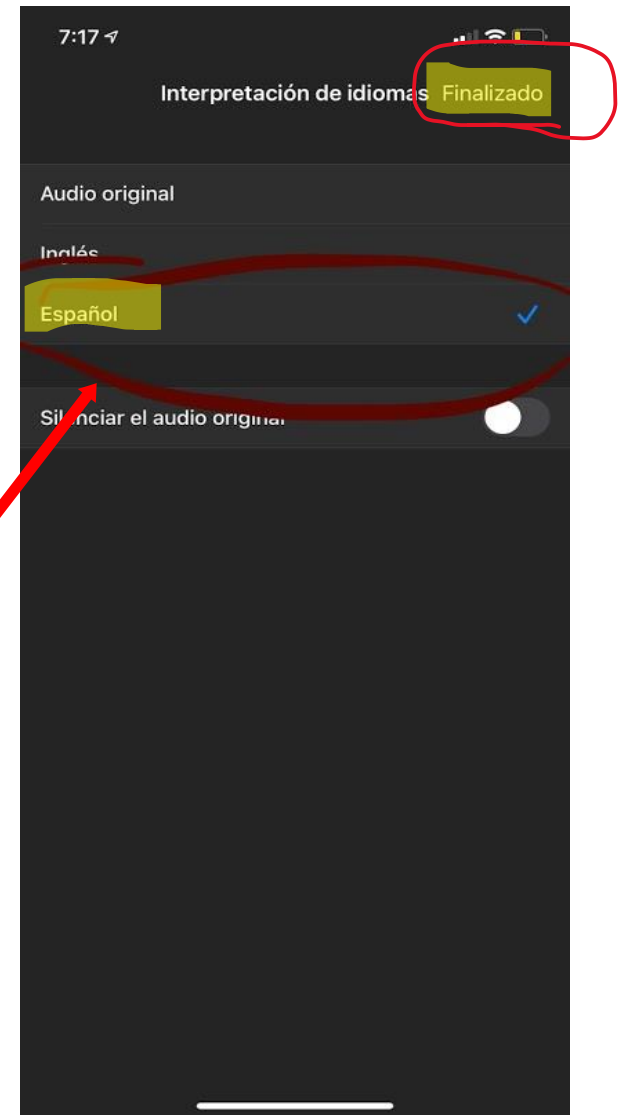 7:17
Interpretación de idiomas Finalizado
Audio original
Inglés
Español
Silenciar el audio original